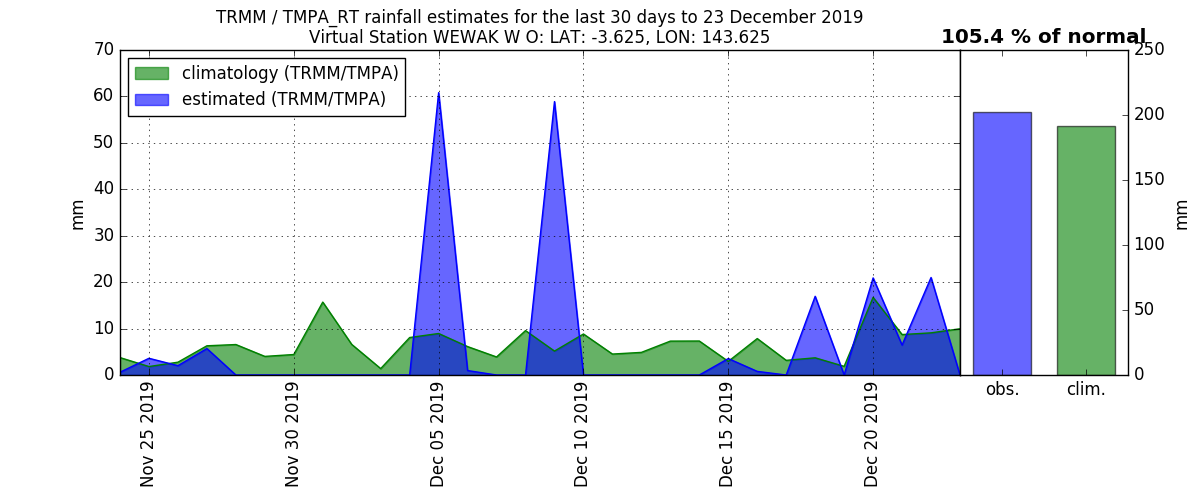 TRMM / TMPA_RT rainfall estimates for the last 30 days to 23 December 2019
Virtual Station WEWAK W O: LAT: -3.625, LON: 143.625
105.4 % of normal
climatology (TRMM/TMPA)
estimated (TRMM/TMPA)
mm
70
60
50
40
30
20
10
0
Nov 25 2019
Nov 30 2019
Dec 05 2019
Dec 10 2019
Dec 15 2019
Dec 20 2019
obs.
clim.
250
200
150
100
50
0
mm